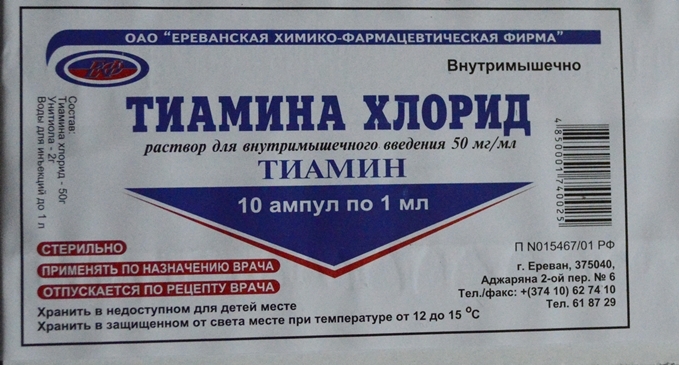 ОАО "ЕРЕВАНСКАЯ ХИМИКО-ФАРМАЦЕВТИЧЕСКАЯ ФИРМА"
Внутримышечно
ТИАМИНА ХЛОРИД
раствор для внутримышечного введения 50 мг/мл
ТИАМИН
10 ампул по 1 мл
Состав:
Тиамина хлорид - 50г
Унитиола - 2г
Воды для инъекций до 1 л
4850001740025
СТЕРИЛЬНО
ПРИМЕНЯТЬ ПО НАЗНАЧЕНИЮ ВРАЧА
ОТПУСКАЕТСЯ ПО РЕЦЕПТУ ВРАЧА
Хранить в недоступном для детей месте
Хранить в защищенном от света месте при температуре от 12 до 15 °С
П N015467/01 РФ
г. Ереван, 375040,
Аджаряна 2-ой пер. № 6
Тел./факс: +(374 10) 62 74 10
Тел. 61 87 29